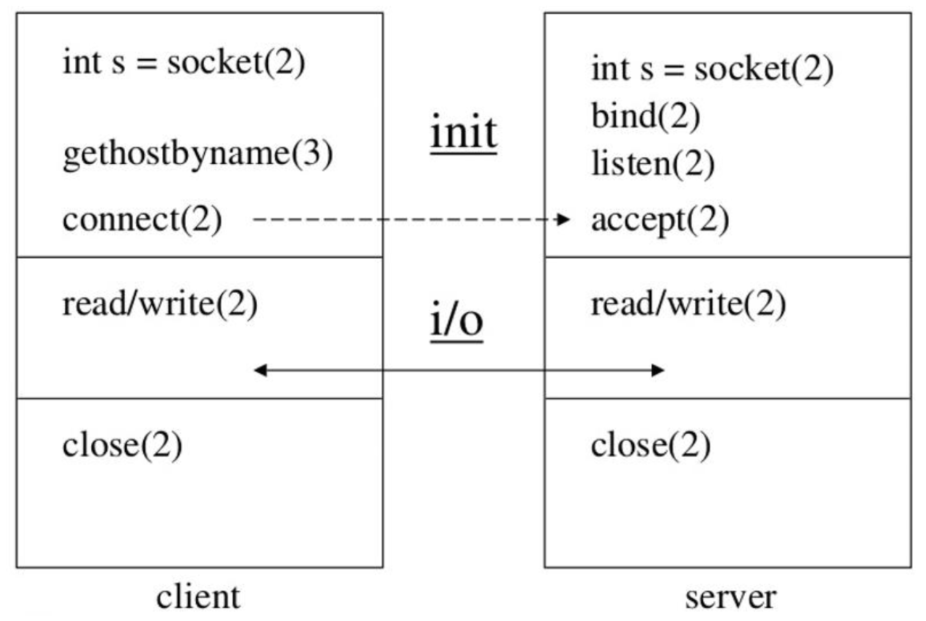 int s = socket(2)
gethostbyname(3)
connect(2)
read/write(2)
close(2)
client
init
i/o
int s = socket(2)
bind(2)
listen(2)
accept(2)
read/write(2)
close(2)
server